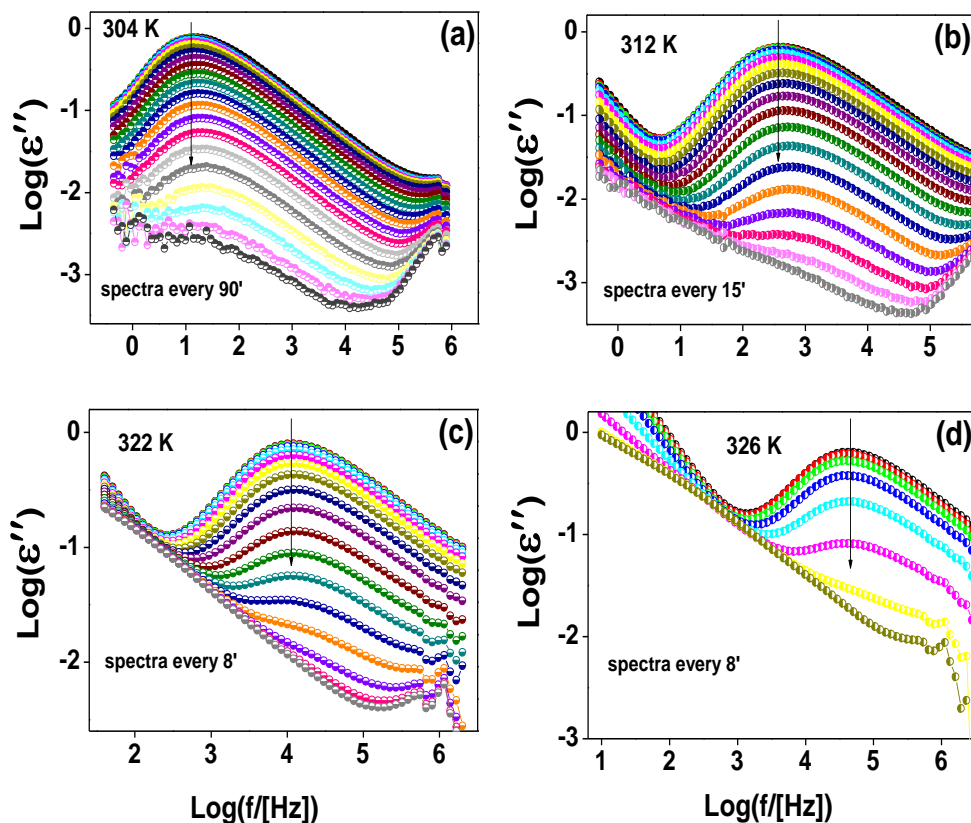 304 K
(a)
Log(ε′′)
0
-1
-2
-3
spectra every 90'
0 1 2 3 4 5 6
312 K
(b)
Log(ε′′)
0
-1
-2
-3
spectra every 15'
0 1 2 3 4 5
322 K
(c)
Log(ε′′)
0
-1
-2
spectra every 8'
2 3 4 5 6
Log(f/[Hz])
326 K
(d)
Log(ε′′)
0
-1
-2
-3
spectra every 8'
1 2 3 4 5 6
Log(f/[Hz])